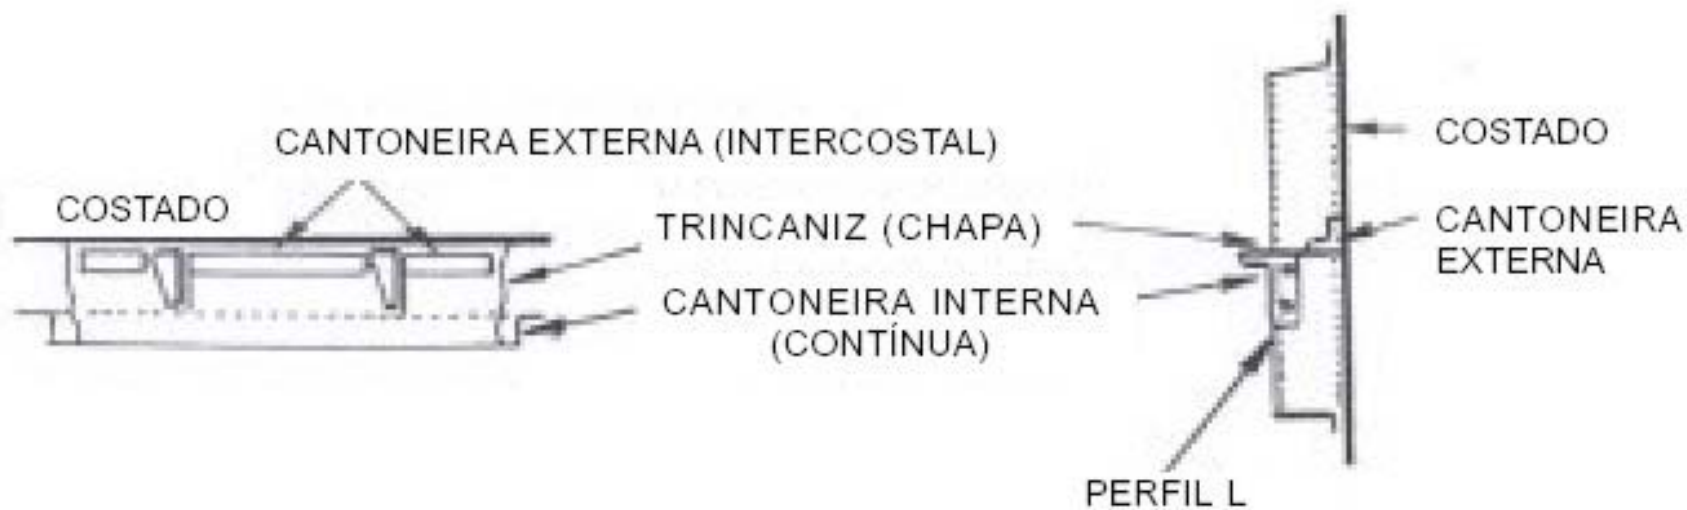 CANTONEIRA EXTERNA (INTERCOSTAL)
COSTADO
TRINCANIZ (CHAPA)
CANTONEIRA INTERNA
(CONTÍNUA)
COSTADO
CANTONEIRA
EXTERNA
PERFIL L